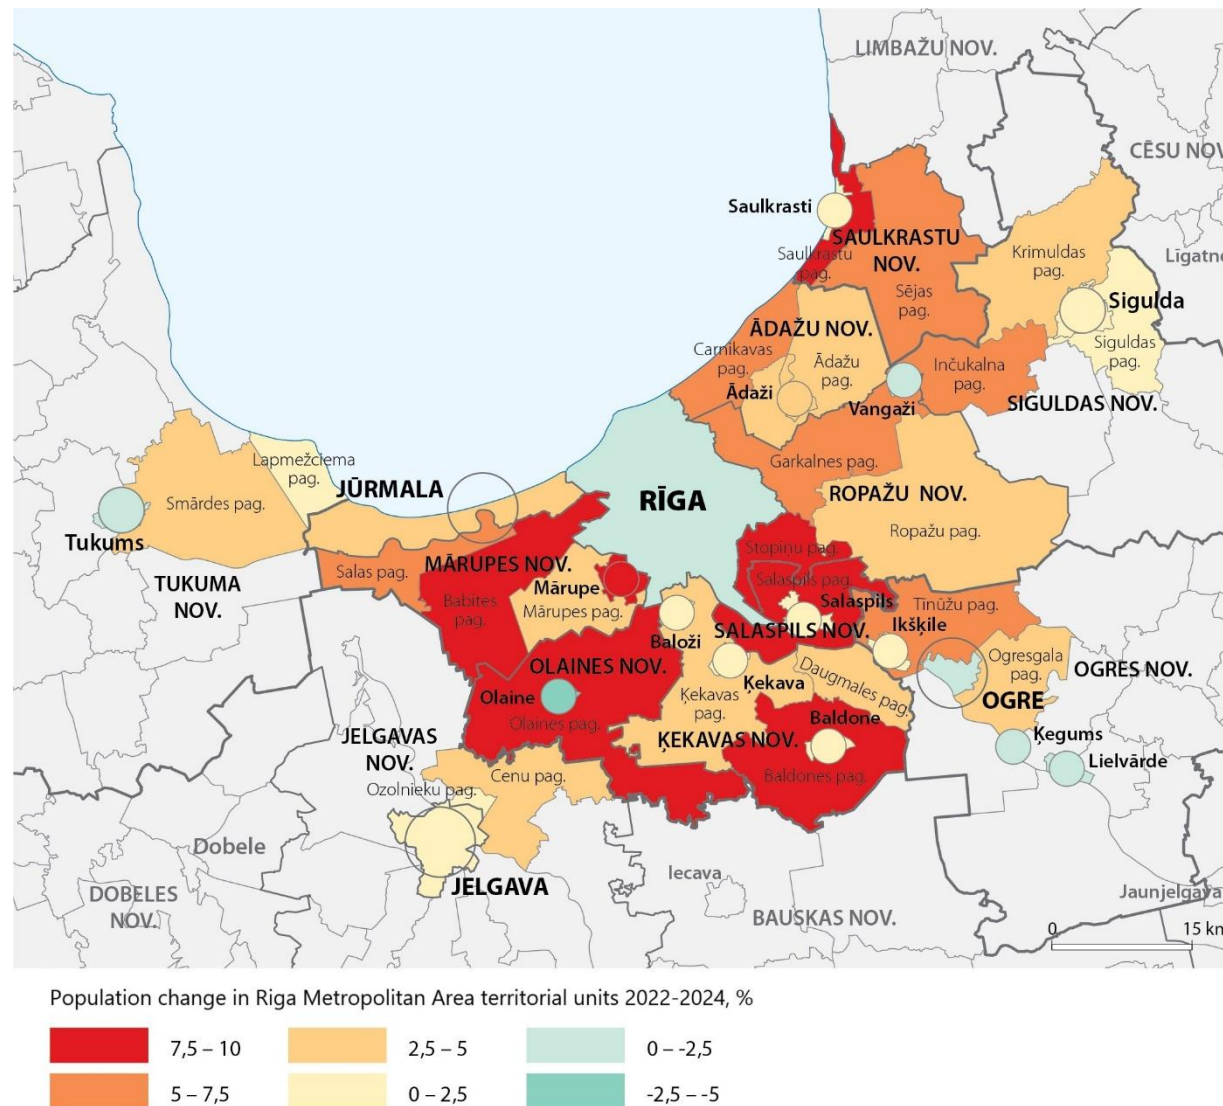 LIMBAŽU NOV.
CĒSU NOV
Saulkrasti
SAULKRASTU
NOV.
Saulkrastu
pag.
Krimuldas
pag.
Līgatne
Sējas
pag.
Sigulda
Siguldas
pag.
ĀDAŽU NOV.
Carnikavas
pag.
Ādažu
pag.
Inčukalna
pag.
Ādaži
Vangaži
SIGULDAS NOV.
Lapmežciema
pag.
Garkalnes pag.
JŪRMALA
RĪGA
ROPAŽU NOV.
Smārdes pag.
Ropažu pag.
Tukums
Stopiņu pag.
MĀRUPES NOV.
Salas pag.
Salaspils pag.
TUKUMA
NOV.
Mārupe
Babītes
pag.
Mārupes pag.
Salaspils
Tīnūžu pag.
Ikšķile
SALASPILS NOV.
Baloži
Ogresgala
pag.
OGRES NOV.
OLAINES NOV.
Daugmales pag.
Ķekava
Olaine
Ķekavas
pag.
OGRE
Olaines pag.
Baldone
Ķegums
JELGAVAS
NOV.
ĶEKAVAS NOV.
Lielvārde
Cenu pag.
Baldones pag.
Ozolnieku pag.
Dobele
Iecava
JELGAVA
DOBELES
NOV.
Jaunjelgava
BAUSKAS NOV.
0 15 km
Population change in Riga Metropolitan Area territorial units 2022-2024, %
7,5 – 10 2,5 – 5 0 – -2,5
5 – 7,5 0 – 2,5 -2,5 – -5